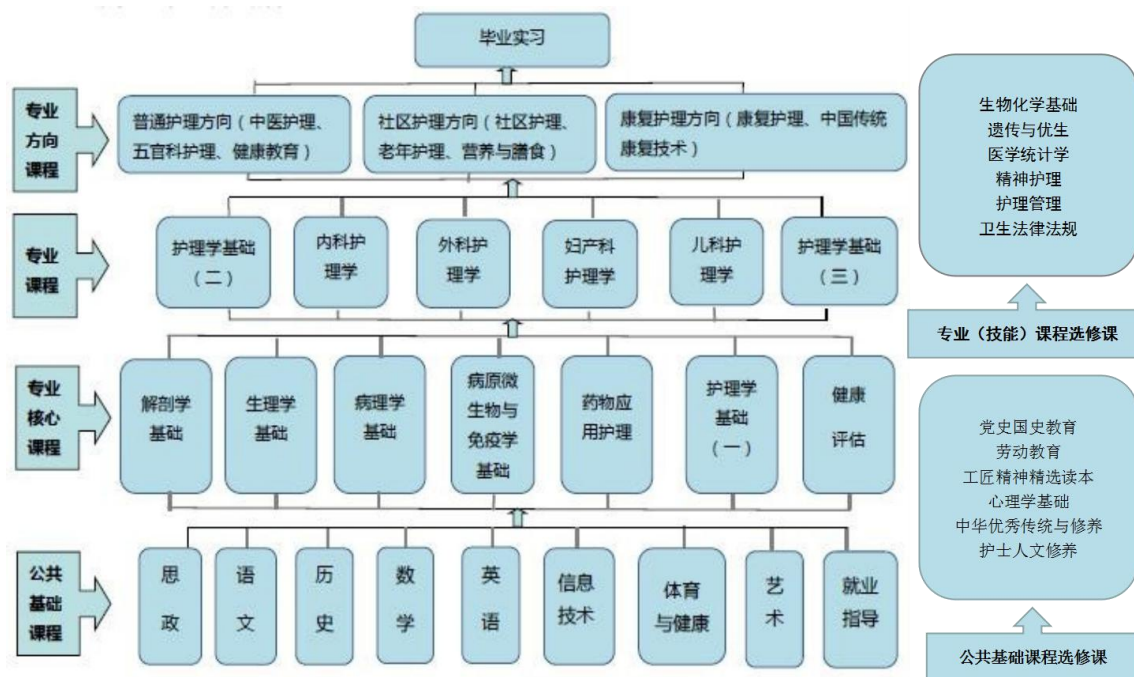 毕业实习
专业
方向
课程
普通护理方向（中医护理、
五官科护理、健康教育）
社区护理方向（社区护理、
老年护理、营养与膳食）
康复护理方向（康复护理、中国传统
康复技术）
专业
课程
护理学基础
（二）
内科护
理学
外科护
理学
妇产科
护理学
儿科护
理学
护理学基础
（三）
专业
核心
课程
解剖学
基础
生理学
基础
病理学
基础
病原微
生物与
免疫学
基础
药物应
用护理
护理学
基础
（一）
健康
评估
公共
基础
课程
思
政
语
文
历
史
数
学
英
语
信息
技术
体育
与健康
艺
术
就业
指导
生物化学基础
遗传与优生
医学统计学
精神护理
护理管理
卫生法律法规
专业（技能）课程选修课
党史国史教育
劳动教育
工匠精神精选读本
心理学基础
中华优秀传统与修养
护士人文修养
公共基础课程选修课